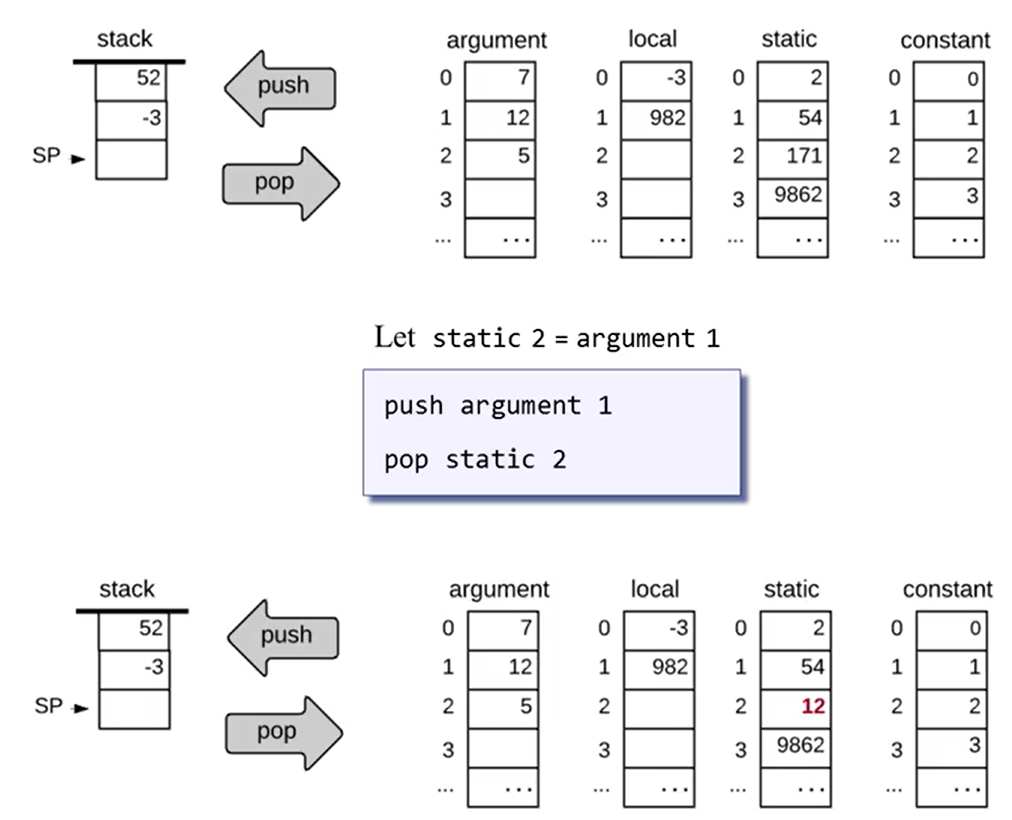 stack
argument
local
static
constant
52
-3
SP
push
pop
0 7
1 12
2 5
3
... ...
0 -3
1 982
2
3
... ...
0 2
1 54
2 171
3 9862
... ...
0 0
1 1
2 2
3 3
... ...
Let static 2 = argument 1
push argument 1
pop static 2
stack
argument
local
static
constant
52
-3
SP
push
pop
0 7
1 12
2 5
3
... ...
0 -3
1 982
2
3
... ...
0 2
1 54
2 12
3 9862
... ...
0 0
1 1
2 2
3 3
... ...